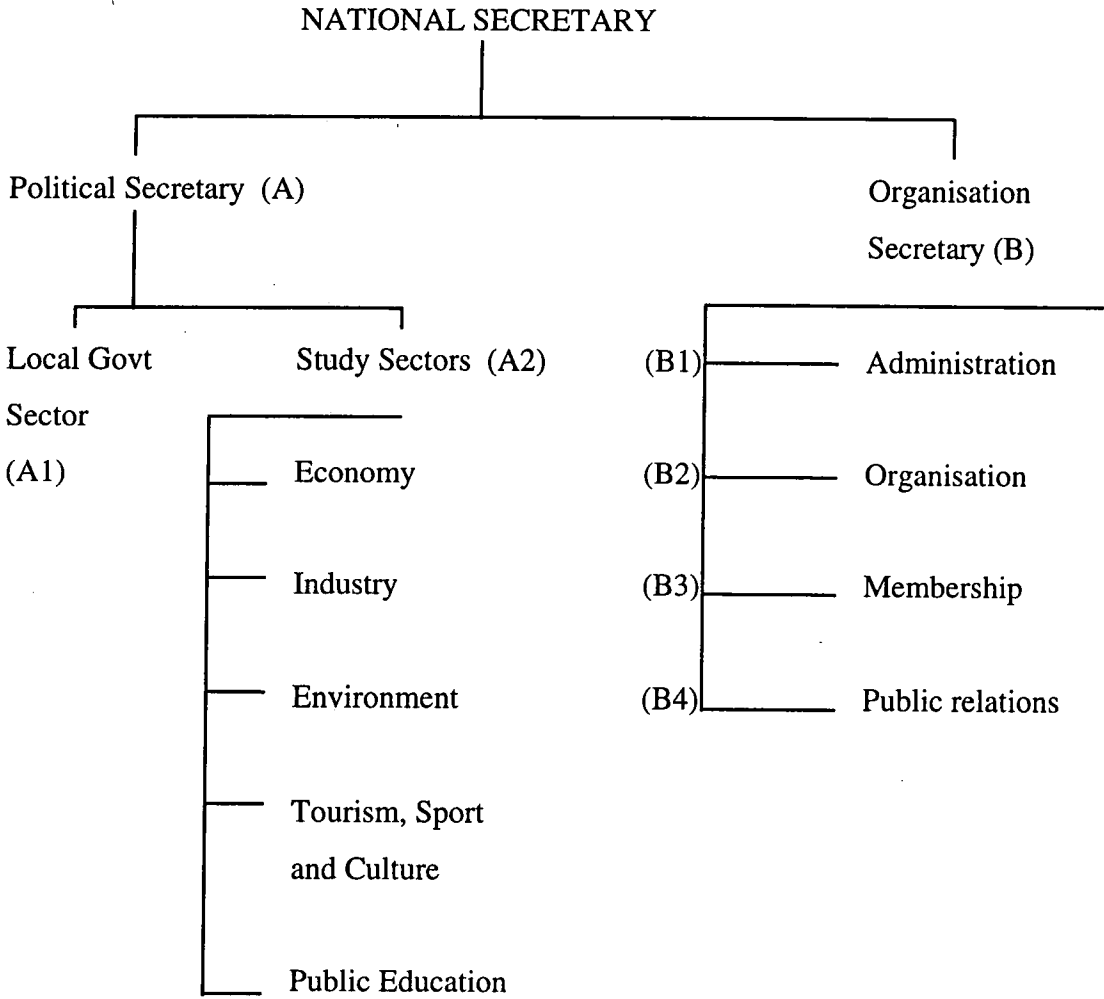 NATIONAL SECRETARY
Political Secretary (A)
Organisation
Secretary (B)
Local Govt
Sector
(A1)
Study Sectors (A2)
Economy
Industry
Environment
Tourism, Sport
and Culture
Public Education
(B1) Administration
(B2) Organisation
(B3) Membership
(B4) Public relations